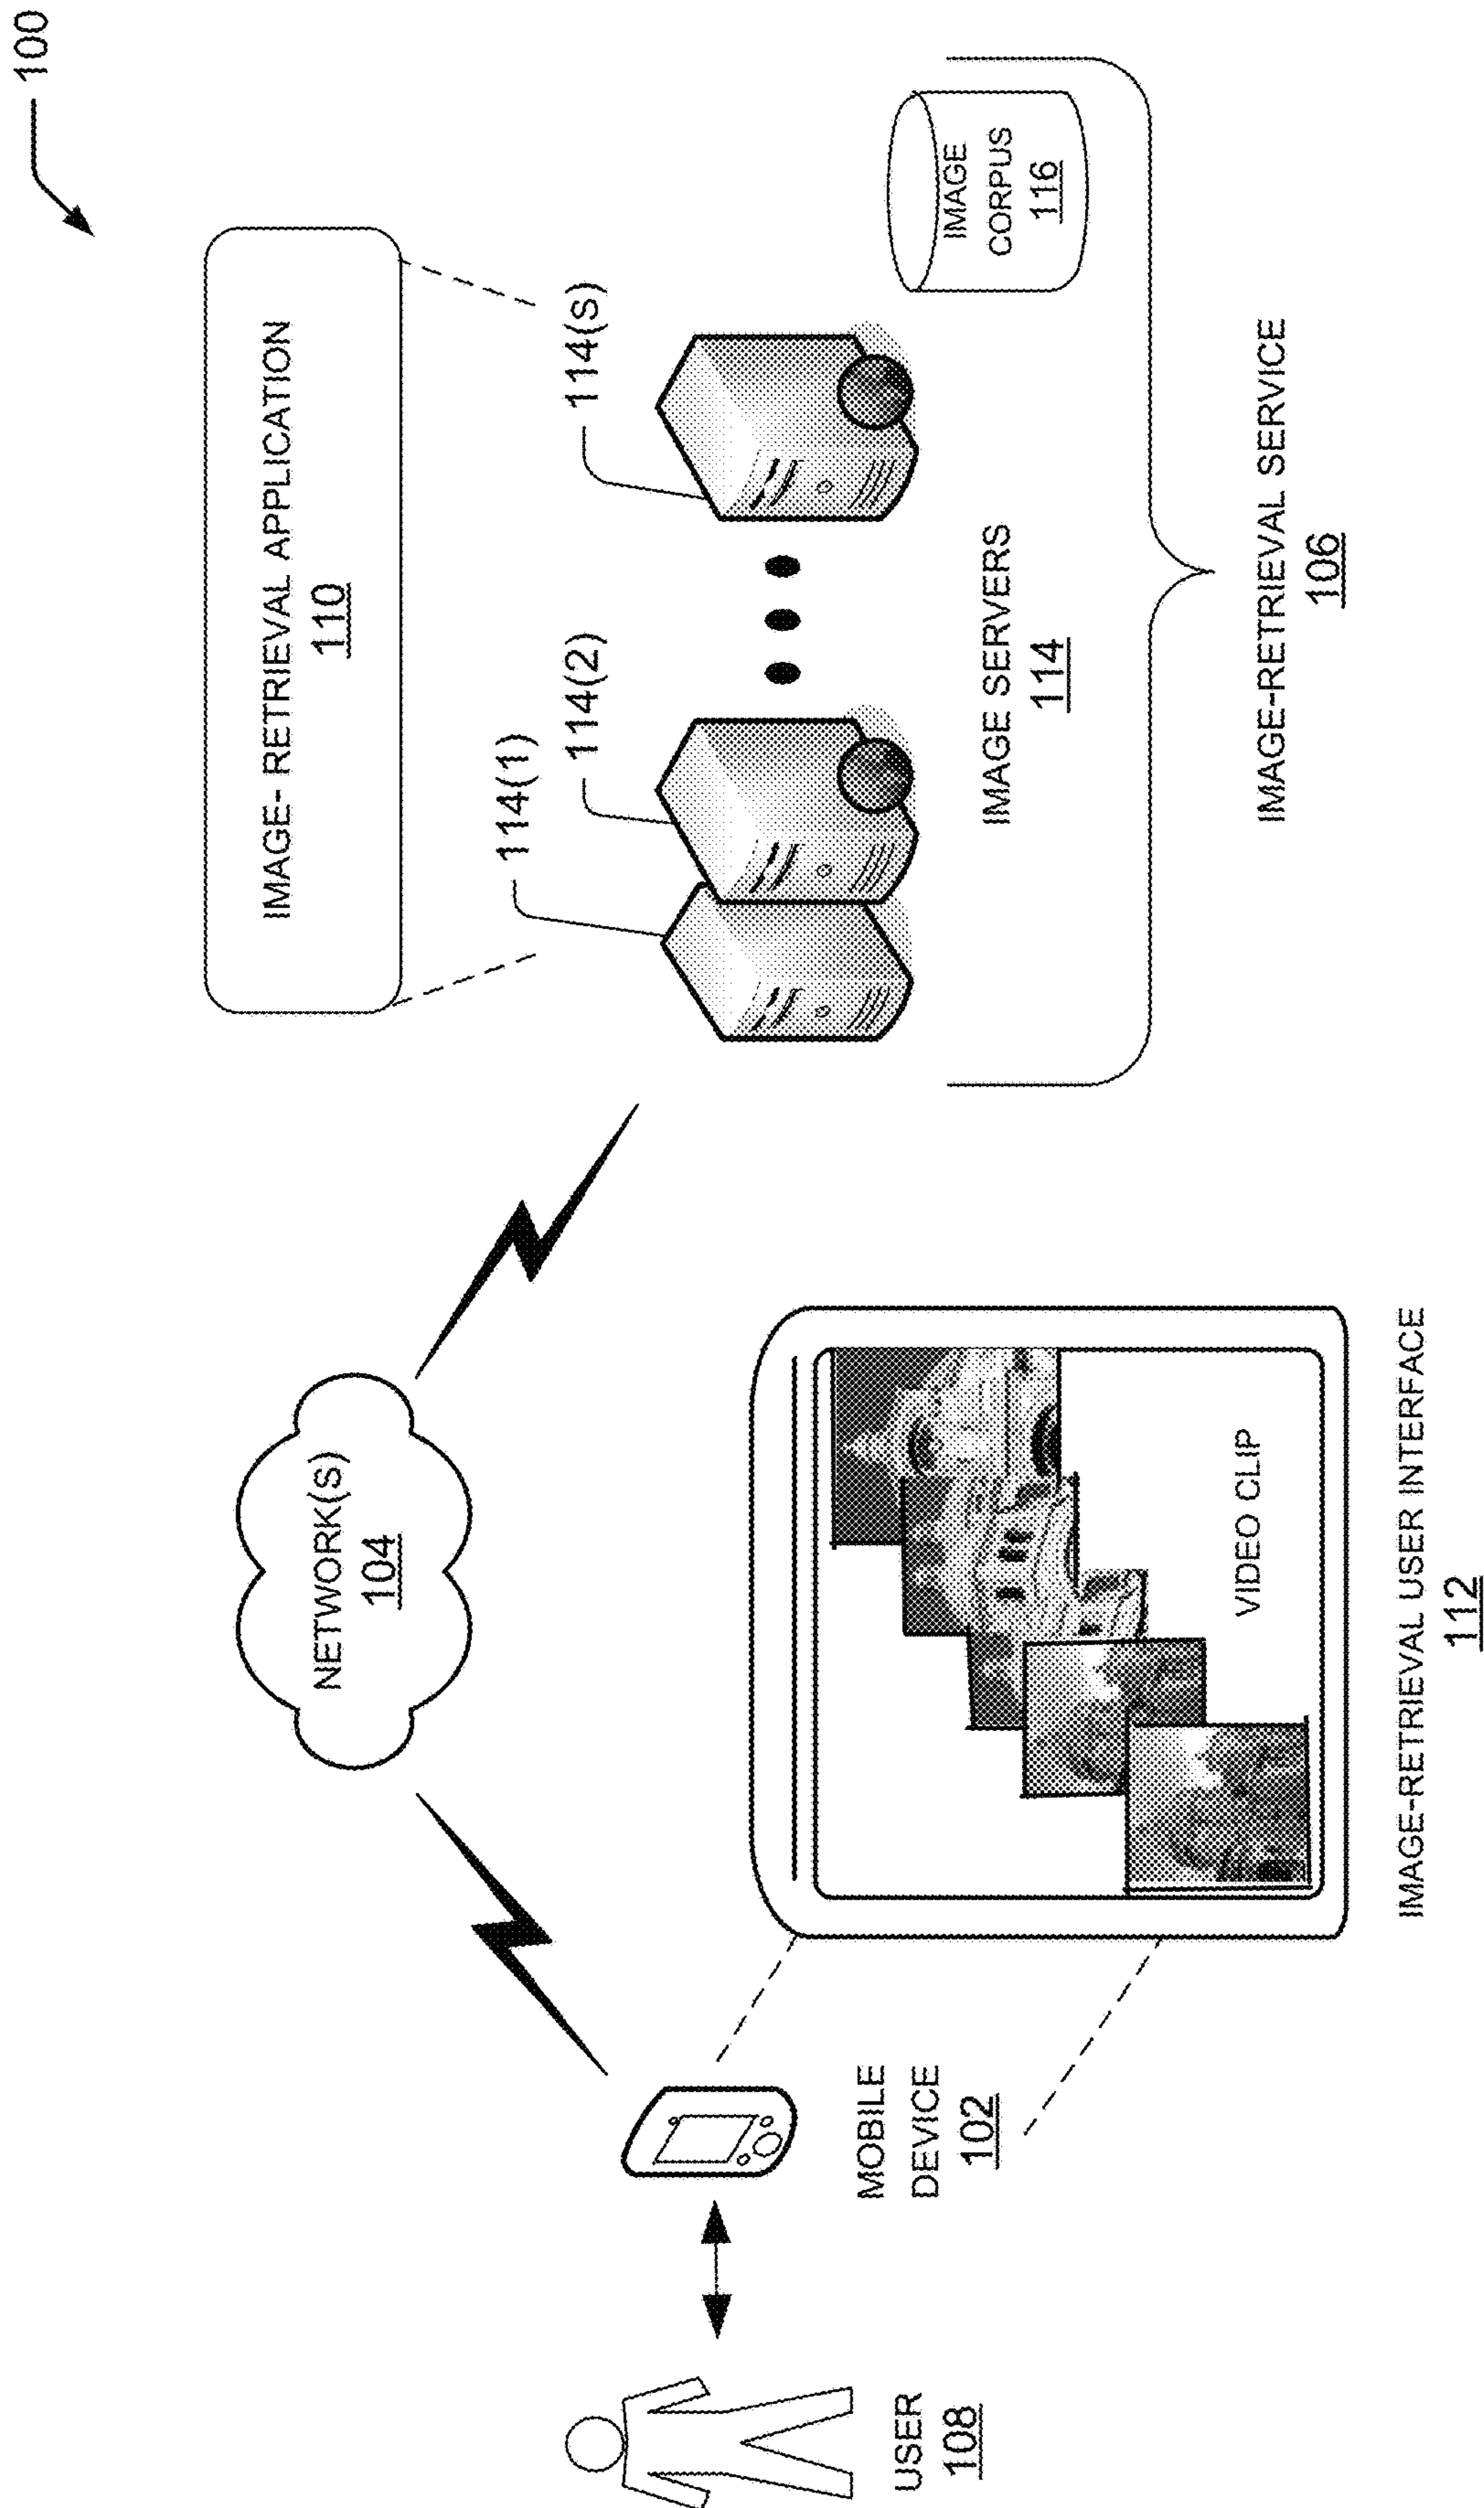 100
IMAGE- RETRIEVAL APPLICATION
110
NETWORK(S)
104
114(1)
114(2)
114(S)
IMAGE SERVERS
114
IMAGE
CORPUS
116
IMAGE-RETRIEVAL SERVICE
106
USER
108
MOBILE
DEVICE
102
VIDEO CLIP
IMAGE-RETRIEVAL USER INTERFACE
112